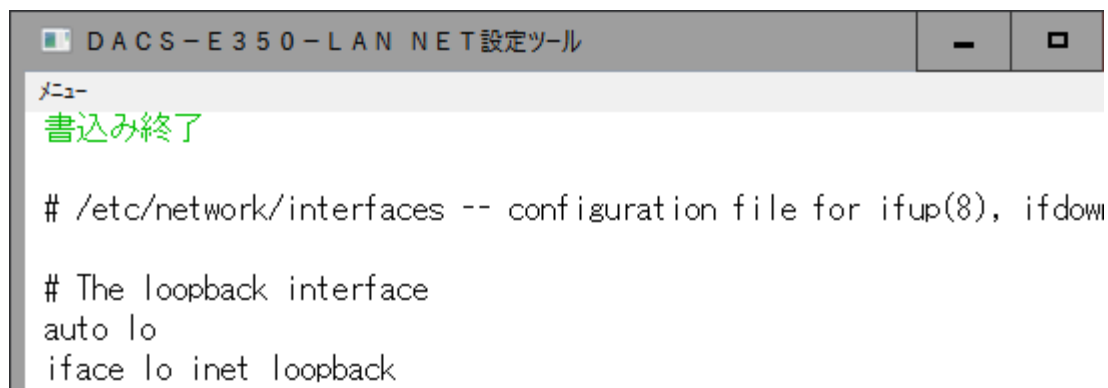 DACS-E350-LAN NET設定ツール
メニュー
書込み終了
# /etc/network/interfaces -- configuration file for ifup(8), ifdow
# The loopback interface
auto lo
iface lo inet loopback